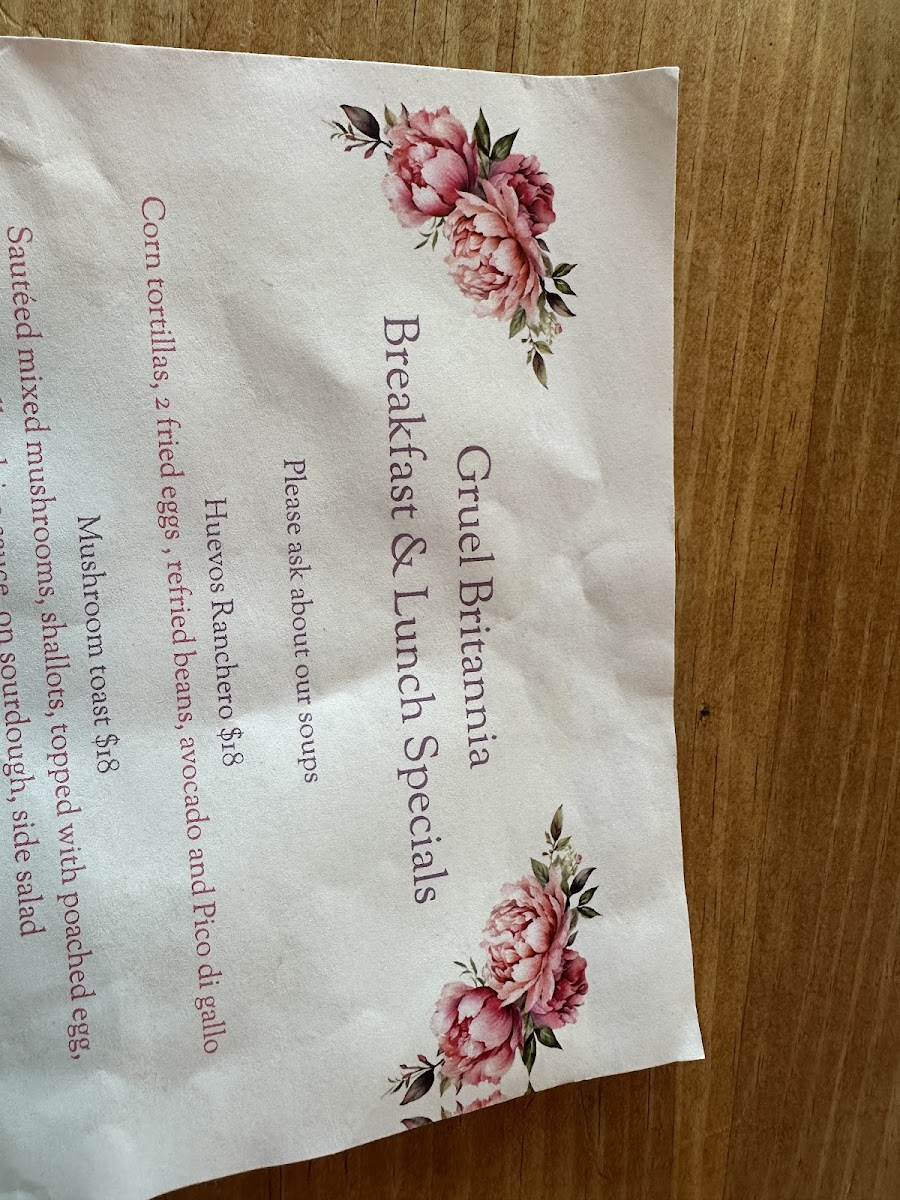 Gruel Britannia
Breakfast & Lunch Specials
Please ask about our soups
Huevos Ranchero $18
Corn tortillas, 2 fried eggs , refried beans, avocado and Pico di gallo
Mushroom toast $18
Sautéed mixed mushrooms, shallots, topped with poached egg,
sauce, on sourdough, side salad